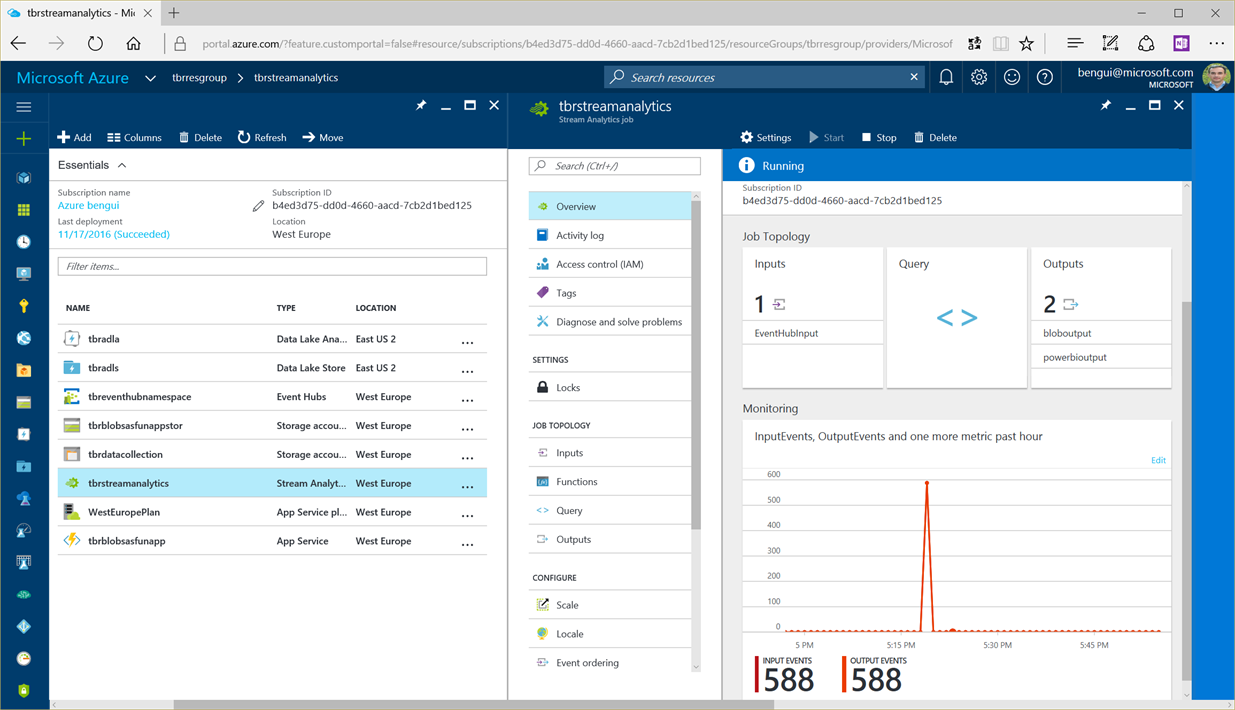 tbrstreamanalytics - Mi
portal.azure.com/?feature.customportal=false#resource/subscriptions/b4ed3d75-dd0d-4660-aacd-7cb2d1bed125/resourceGroups/tbrresgroup/providers/Microsof
Microsoft Azure
tbrresgroup > tbrstreamanalytics
Search resources
bengui@microsoft.com
MICROSOFT
Add
Columns
Delete
Refresh
Move
Essentials
Subscription name
Azure bengui
Subscription ID
b4ed3d75-dd0d-4660-aacd-7cb2d1bed125
Last deployment
11/17/2016 (Succeeded)
Location
West Europe
Filter items...
NAME TYPE LOCATION
tbradla Data Lake Ana... East US 2 ...
tbradls Data Lake Store East US 2 ...
tbreventhubnamespace Event Hubs West Europe ...
tbrblobsasfunappstor Storage accou... West Europe ...
tbrdatacollection Storage accou... West Europe ...
tbrstreamanalytics Stream Analyt... West Europe ...
WestEuropePlan App Service pl... West Europe ...
tbrblobsasfunapp App Service West Europe ...
tbrstreamanalytics
Stream Analytics job
Search (Ctrl+/)
Overview
Activity log
Access control (IAM)
Tags
Diagnose and solve problems
SETTINGS
Locks
JOB TOPOLOGY
Inputs
Functions
Query
Outputs
CONFIGURE
Scale
Locale
Event ordering
Settings
Start
Stop
Delete
Running
Subscription ID
b4ed3d75-dd0d-4660-aacd-7cb2d1bed125
Job Topology
Inputs
1
EventHubInput
Query
< >
Outputs
2
bloboutput
powerbioutput
Monitoring
InputEvents, OutputEvents and one more metric past hour
Edit
600
500
400
300
200
100
0
5 PM 5:15 PM 5:30 PM 5:45 PM
INPUT EVENTS
588
OUTPUT EVENTS
588